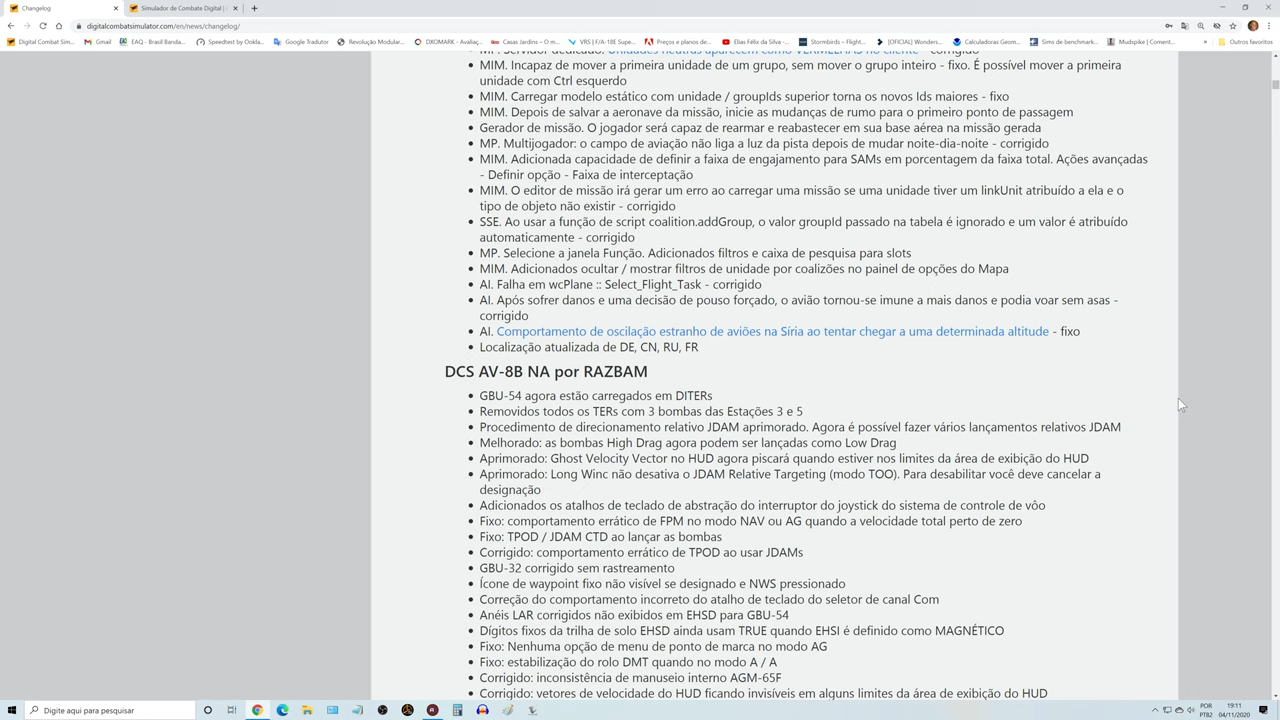 Changelog
Simulador de Combate Digital |
digitalcombatsimulator.com/en/news/changelog/
Digital Combat Sim...
Gmail
EAQ - Brasil Banda...
Speedtest by Ookla...
Google Tradutor
Revolução Modular...
DXOMARK - Avaliaç...
Casas Jardins – O m...
VRS | F/A-18E Supe...
Preços e planos de...
Elias Félix da Silva -...
Stormbirds – Flight...
[OFICIAL] Wonders...
Calculadoras Geom...
Sims de benchmark...
Mudspike | Coment...
Outros favoritos
MP. Servidor dedicado. Unidades neutras aparecem como VERMELHAS no cliente - corrigido
MIM. Incapaz de mover a primeira unidade de um grupo, sem mover o grupo inteiro - fixo. É possível mover a primeira
unidade com Ctrl esquerdo
MIM. Carregar modelo estático com unidade / groupIds superior torna os novos Ids maiores - fixo
MIM. Depois de salvar a aeronave da missão, inicie as mudanças de rumo para o primeiro ponto de passagem
Gerador de missão. O jogador será capaz de rearmar e reabastecer em sua base aérea na missão gerada
MP. Multijogador: o campo de aviação não liga a luz da pista depois de mudar noite-dia-noite - corrigido
MIM. Adicionada capacidade de definir a faixa de engajamento para SAMs em porcentagem da faixa total. Ações avançadas
- Definir opção - Faixa de interceptação
MIM. O editor de missão irá gerar um erro ao carregar uma missão se uma unidade tiver um linkUnit atribuído a ela e o
tipo de objeto não existir - corrigido
SSE. Ao usar a função de script coalition.addGroup, o valor groupId passado na tabela é ignorado e um valor é atribuído
automaticamente - corrigido
MP. Selecione a janela Função. Adicionados filtros e caixa de pesquisa para slots
MIM. Adicionados ocultar / mostrar filtros de unidade por coalizões no painel de opções do Mapa
AI. Falha em wcPlane :: Select_Flight_Task - corrigido
AI. Após sofrer danos e uma decisão de pouso forçado, o avião tornou-se imune a mais danos e podia voar sem asas -
corrigido
AI. Comportamento de oscilação estranho de aviões na Síria ao tentar chegar a uma determinada altitude - fixo
Localização atualizada de DE, CN, RU, FR
DCS AV-8B NA por RAZBAM
GBU-54 agora estão carregados em DITERs
Removidos todos os TERs com 3 bombas das Estações 3 e 5
Procedimento de direcionamento relativo JDAM aprimorado. Agora é possível fazer vários lançamentos relativos JDAM
Melhorado: as bombas High Drag agora podem ser lançadas como Low Drag
Aprimorado: Ghost Velocity Vector no HUD agora piscará quando estiver nos limites da área de exibição do HUD
Aprimorado: Long Winc não desativa o JDAM Relative Targeting (modo TOO). Para desabilitar você deve cancelar a
designação
Adicionados os atalhos de teclado de abstração do interruptor do joystick do sistema de controle de vôo
Fixo: comportamento errático de FPM no modo NAV ou AG quando a velocidade total perto de zero
Fixo: TPOD / JDAM CTD ao lançar as bombas
Corrigido: comportamento errático de TPOD ao usar JDAMs
GBU-32 corrigido sem rastreamento
Ícone de waypoint fixo não visível se designado e NWS pressionado
Correção do comportamento incorreto do atalho de teclado do seletor de canal Com
Anéis LAR corrigidos não exibidos em EHSD para GBU-54
Dígitos fixos da trilha de solo EHSD ainda usam TRUE quando EHSI é definido como MAGNÉTICO
Fixo: Nenhuma opção de menu de ponto de marca no modo AG
Fixo: estabilização do rolo DMT quando no modo A / A
Corrigido: inconsistência de manuseio interno AGM-65F
Corrigido: vetores de velocidade do HUD ficando invisíveis em alguns limites da área de exibição do HUD
Digite aqui para pesquisar
POR
PTB2
19:11
04/11/2020